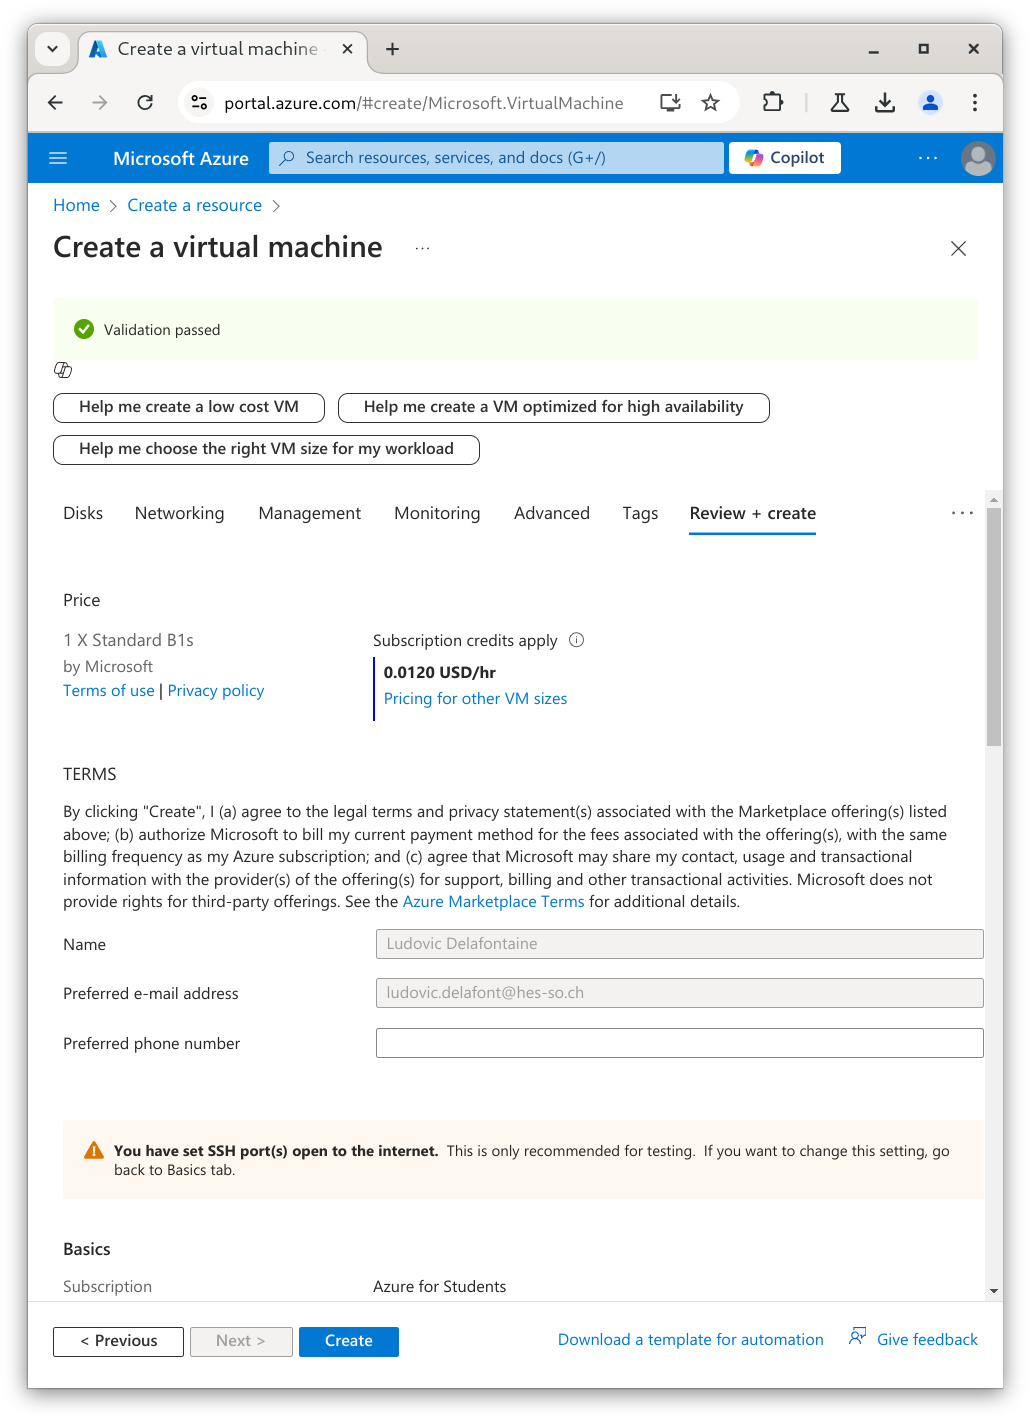 Create a virtual machine
portal.azure.com/#create/Microsoft.VirtualMachine
Microsoft Azure
Search resources, services, and docs (G+/)
Copilot
Home > Create a resource >
Create a virtual machine ...
Validation passed
Help me create a low cost VM
Help me create a VM optimized for high availability
Help me choose the right VM size for my workload
Disks Networking Management Monitoring Advanced Tags Review + create ...
Price
1 X Standard B1s
by Microsoft
Terms of use | Privacy policy
Subscription credits apply
0.0120 USD/hr
Pricing for other VM sizes
TERMS
By clicking "Create", I (a) agree to the legal terms and privacy statement(s) associated with the Marketplace offering(s) listed
above; (b) authorize Microsoft to bill my current payment method for the fees associated with the offering(s), with the same
billing frequency as my Azure subscription; and (c) agree that Microsoft may share my contact, usage and transactional
information with the provider(s) of the offering(s) for support, billing and other transactional activities. Microsoft does not
provide rights for third-party offerings. See the Azure Marketplace Terms for additional details.
Name Ludovic Delafontaine
Preferred e-mail address ludovic.delafont@hes-so.ch
Preferred phone number
You have set SSH port(s) open to the internet. This is only recommended for testing. If you want to change this setting, go
back to Basics tab.
Basics
Subscription Azure for Students
< Previous Next > Create Download a template for automation Give feedback